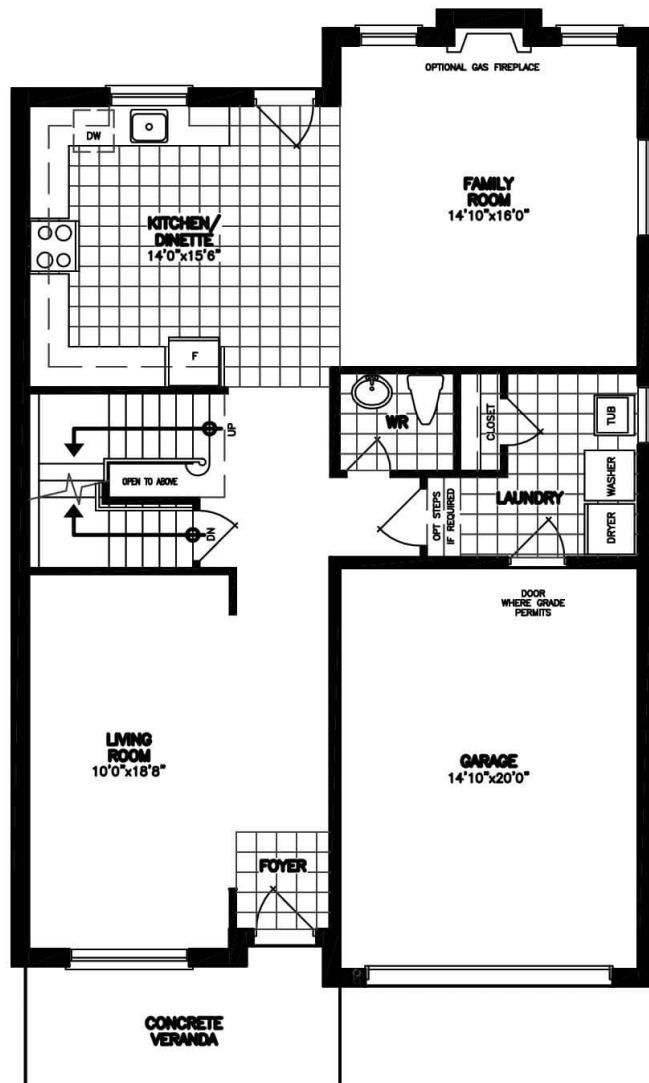 OPTIONAL GAS FIREPLACE
DW
FAMILY
ROOM
14'10"x16'0"
KITCHEN/
DINETTE
14'0"x15'6"
F
WR
CLOSET
TUB
UP
WASHER
OPEN TO ABOVE
LAUNDRY
OPT STEPS
IF REQUIRED
DRYER
DN
DOOR
WHERE GRADE
PERMITS
LIVING
ROOM
10'0"x18'8"
GARAGE
14'10"x20'0"
FOYER
CONCRETE
VERANDA